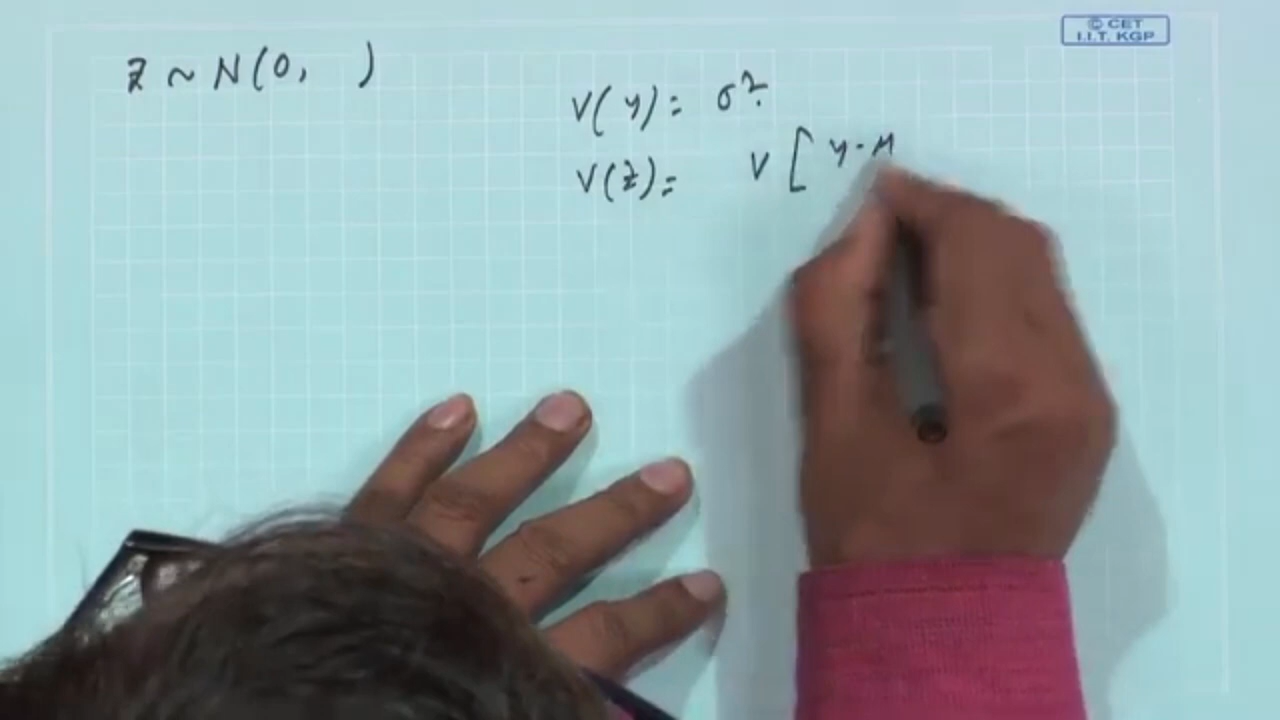 © CET
I.I.T. KGP
Z ~ N(0, )
V(y) = σ².
V(Z) = V[y-μ